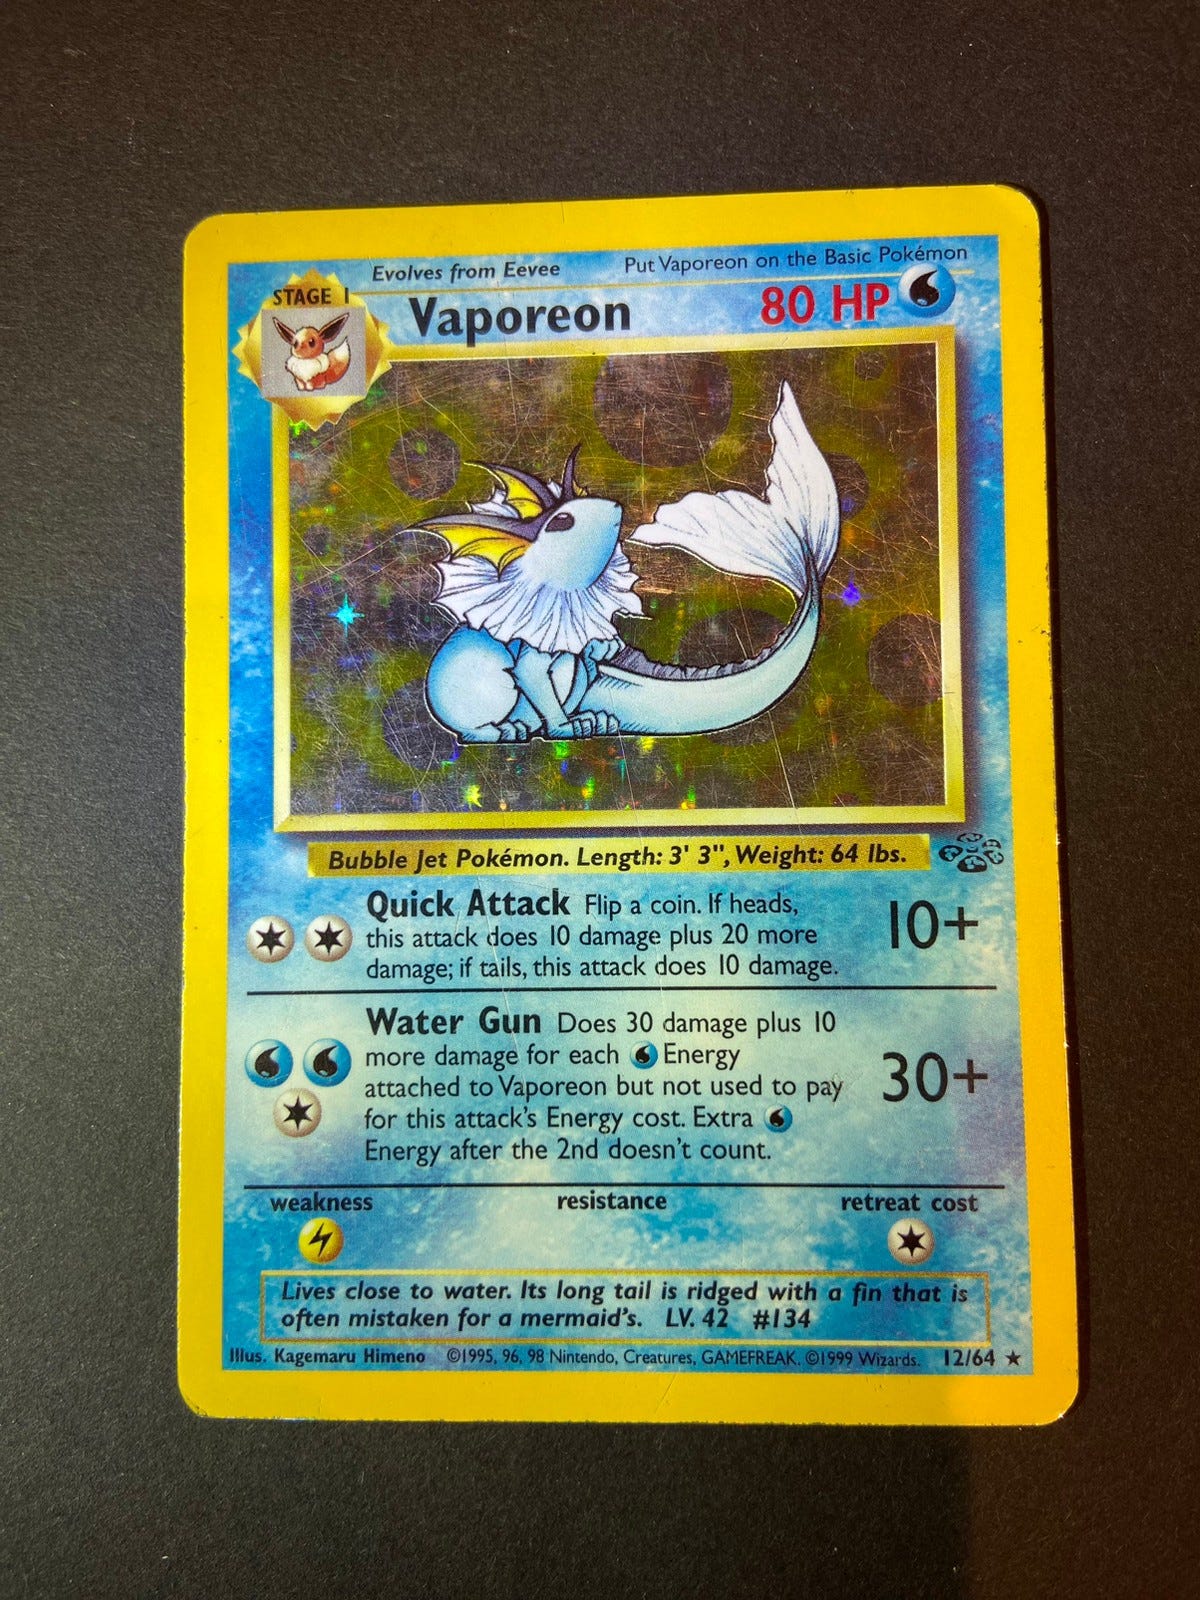 Evolves from Eevee Put Vaporeon on the Basic Pokémon
STAGE 1
Vaporeon 80 HP
Bubble Jet Pokémon. Length: 3' 3", Weight: 64 lbs.
Quick Attack Flip a coin. If heads,
this attack does 10 damage plus 20 more
damage; if tails, this attack does 10 damage.
10+
Water Gun Does 30 damage plus 10
more damage for each Energy
attached to Vaporeon but not used to pay
for this attack's Energy cost. Extra
Energy after the 2nd doesn't count.
30+
weakness resistance retreat cost
Lives close to water. Its long tail is ridged with a fin that is
often mistaken for a mermaid's. LV. 42 #134
Illus. Kagemaru Himeno ©1995, 96, 98 Nintendo, Creatures, GAMEFREAK. ©1999 Wizards. 12/64 ★